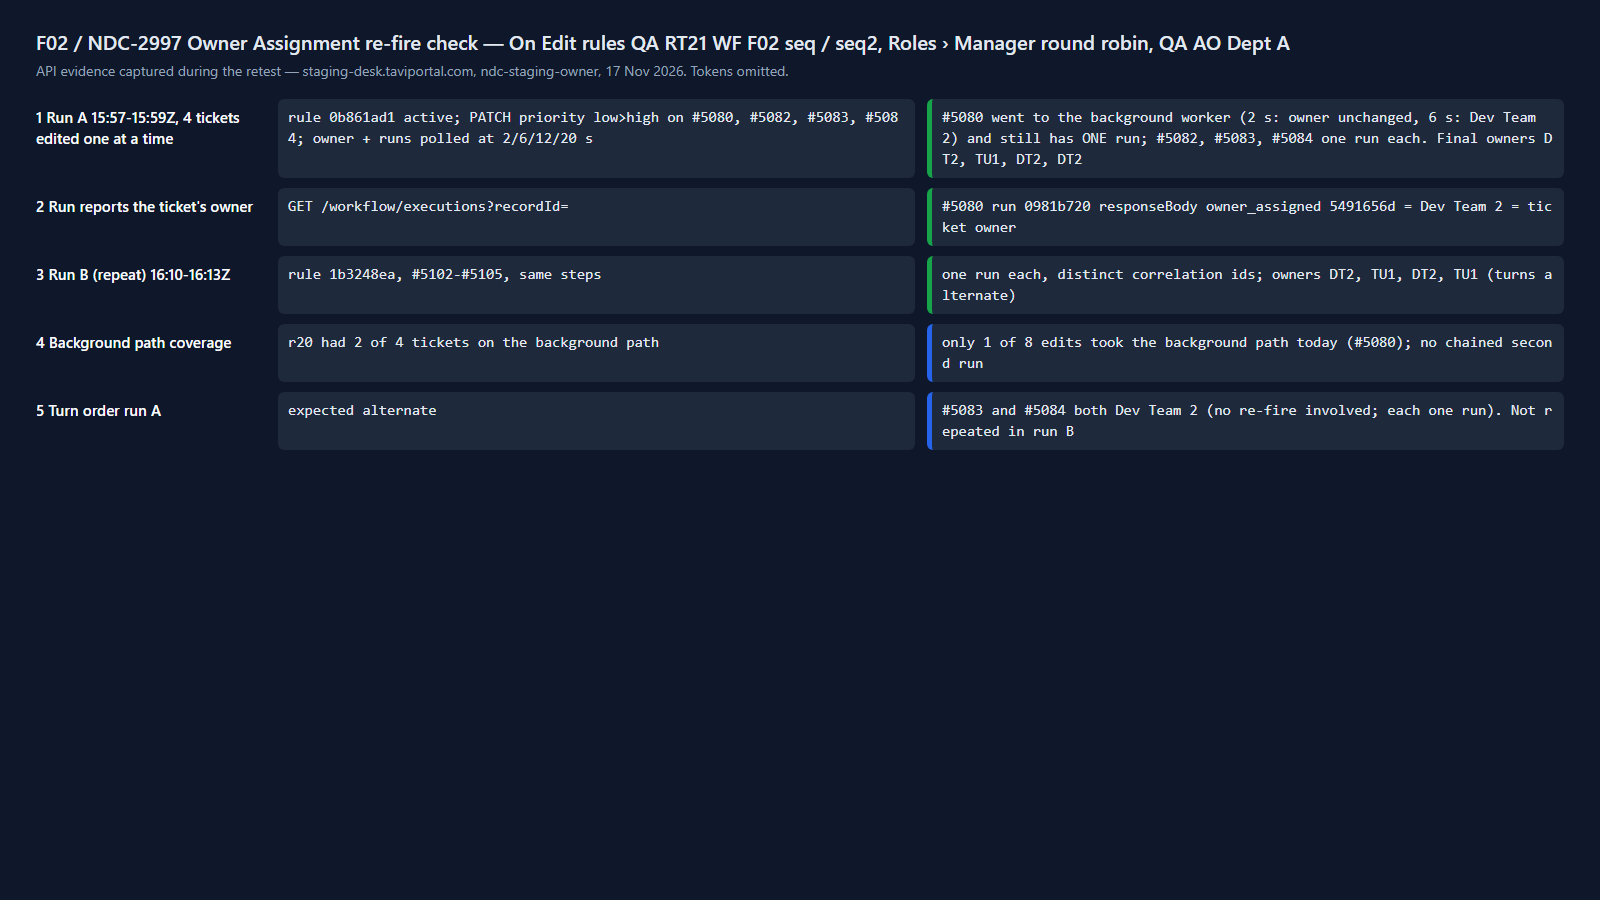 F02 / NDC-2997 Owner Assignment re-fire check — On Edit rules QA RT21 WF F02 seq / seq2, Roles › Manager round robin, QA AO Dept A
API evidence captured during the retest — staging-desk.taviportal.com, ndc-staging-owner, 17 Nov 2026. Tokens omitted.
1 Run A 15:57-15:59Z, 4 tickets
edited one at a time
rule 0b861ad1 active; PATCH priority low>high on #5080, #5082, #5083, #508
4; owner + runs polled at 2/6/12/20 s
#5080 went to the background worker (2 s: owner unchanged, 6 s: Dev Team
2) and still has ONE run; #5082, #5083, #5084 one run each. Final owners D
T2, TU1, DT2, DT2
2 Run reports the ticket's owner
GET /workflow/executions?recordId=
#5080 run 0981b720 responseBody owner_assigned 5491656d = Dev Team 2 = tic
ket owner
3 Run B (repeat) 16:10-16:13Z
rule 1b3248ea, #5102-#5105, same steps
one run each, distinct correlation ids; owners DT2, TU1, DT2, TU1 (turns a
lternate)
4 Background path coverage
r20 had 2 of 4 tickets on the background path
only 1 of 8 edits took the background path today (#5080); no chained secon
d run
5 Turn order run A
expected alternate
#5083 and #5084 both Dev Team 2 (no re-fire involved; each one run). Not r
epeated in run B